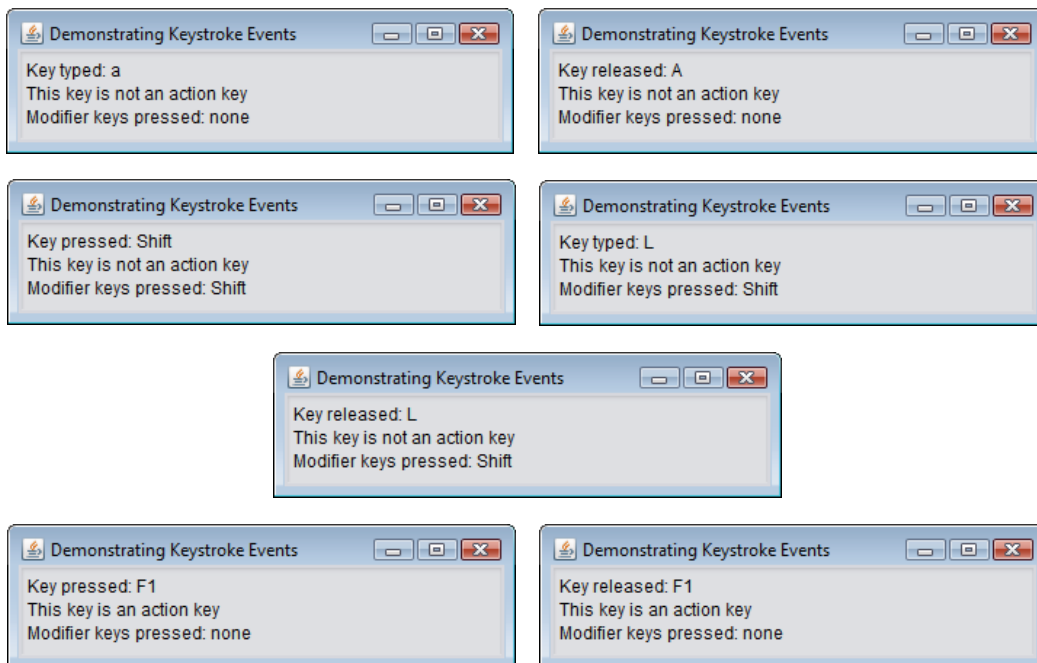 Demonstrating Keystroke Events
Key typed: a
This key is not an action key
Modifier keys pressed: none
Demonstrating Keystroke Events
Key released: A
This key is not an action key
Modifier keys pressed: none
Demonstrating Keystroke Events
Key pressed: Shift
This key is not an action key
Modifier keys pressed: Shift
Demonstrating Keystroke Events
Key typed: L
This key is not an action key
Modifier keys pressed: Shift
Demonstrating Keystroke Events
Key released: L
This key is not an action key
Modifier keys pressed: Shift
Demonstrating Keystroke Events
Key pressed: F1
This key is an action key
Modifier keys pressed: none
Demonstrating Keystroke Events
Key released: F1
This key is an action key
Modifier keys pressed: none